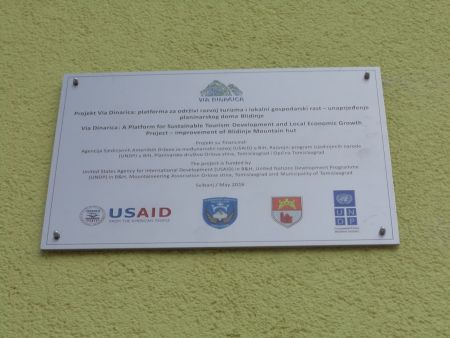 VIA DINARICA
Projekt Via Dinarica: platforma za održivi razvoj turizma i lokalni gospodarski rast – unaprjeđenje
planinarskog doma Blidinje
Via Dinarica: A Platform for Sustainable Tourism Development and Local Economic Growth
Project – improvement of Blidinje Mountain hut
Projekt su financirali:
Agencija Sjedinjenih Američkih Država za međunarodni razvoj (USAID) u BiH, Razvojni program Ujedinjenih naroda
(UNDP) u BiH, Planinarsko društvo Orlova stina, Tomislavgrad i Općina Tomislavgrad
The project is funded by
United States Agency for International Development (USAID) in B&H, United Nations Development Programme
(UNDP) in B&H, Mountaineering Association Orlova stina, Tomislavgrad and Municipality of Tomislavgrad
Svibanj / May 2016
USAID
FROM THE AMERICAN PEOPLE
U N
D P